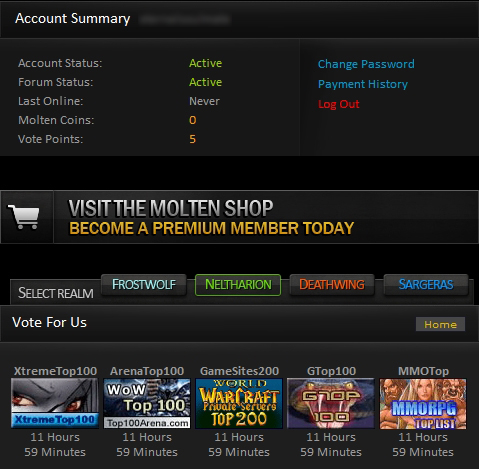 Account Summary
Account Status: Active
Forum Status: Active
Last Online: Never
Molten Coins: 0
Vote Points: 5
Change Password
Payment History
Log Out
VISIT THE MOLTEN SHOP
BECOME A PREMIUM MEMBER TODAY
SELECT REALM FROSTWOLF NELTHARION DEATHWING SARGERAS
Vote For Us Home
XtremeTop100 ArenaTop100 GameSites200 GTop100 MMOTop
XtremeTop100
WoW
Top 100
Top100Arena.com
WORLD
WARCRAFT
Private Servers
TOP 200
GTOP
100
MMORPG
TOP LIST
11 Hours 11 Hours 11 Hours 11 Hours 11 Hours
59 Minutes 59 Minutes 59 Minutes 59 Minutes 59 Minutes